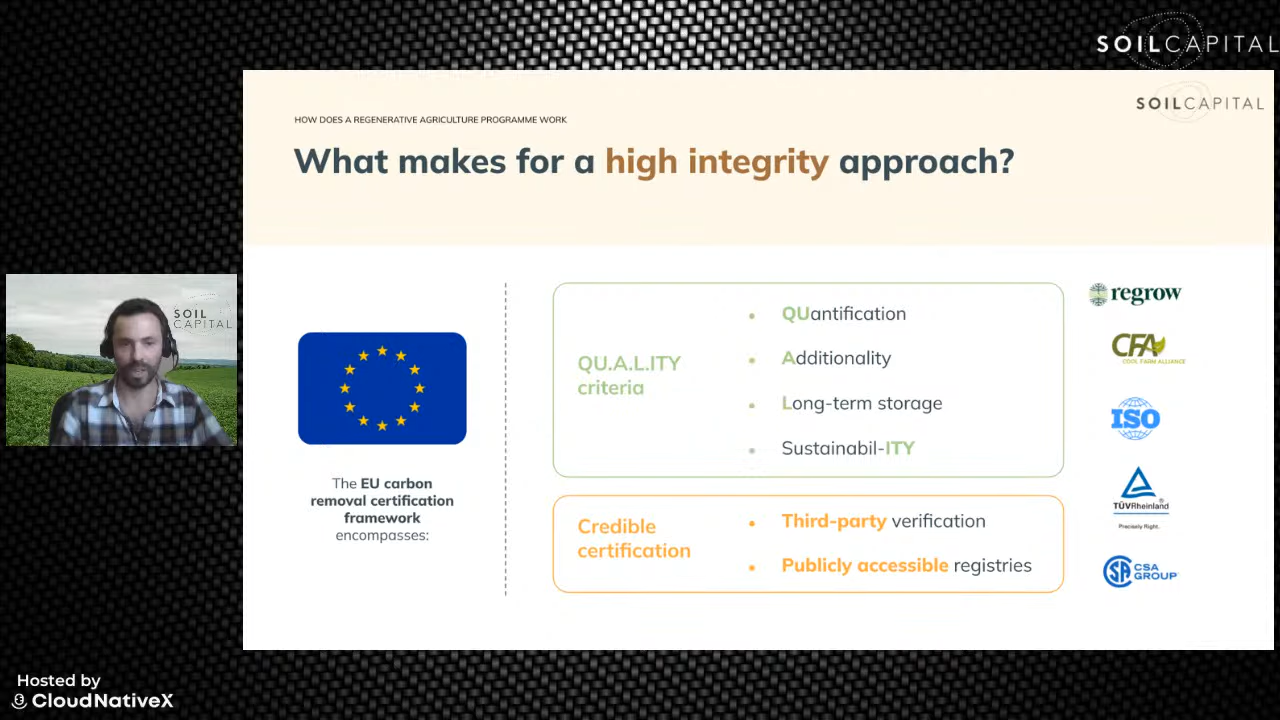 SOILCAPITAL
SOILCAPITAL
HOW DOES A REGENERATIVE AGRICULTURE PROGRAMME WORK
What makes for a high integrity approach?
SOIL
CAPITAL
The EU carbon
removal certification
framework
encompasses:
QU.A.L.ITY
criteria
• QUantification
• Additionality
• Long-term storage
• Sustainabil-ITY
Credible
certification
• Third-party verification
• Publicly accessible registries
regrow
CFA
COOL FARM ALLIANCE
ISO
TÜVRheinland®
Precisely Right.
CSA
GROUP™
Hosted by
CloudNativeX